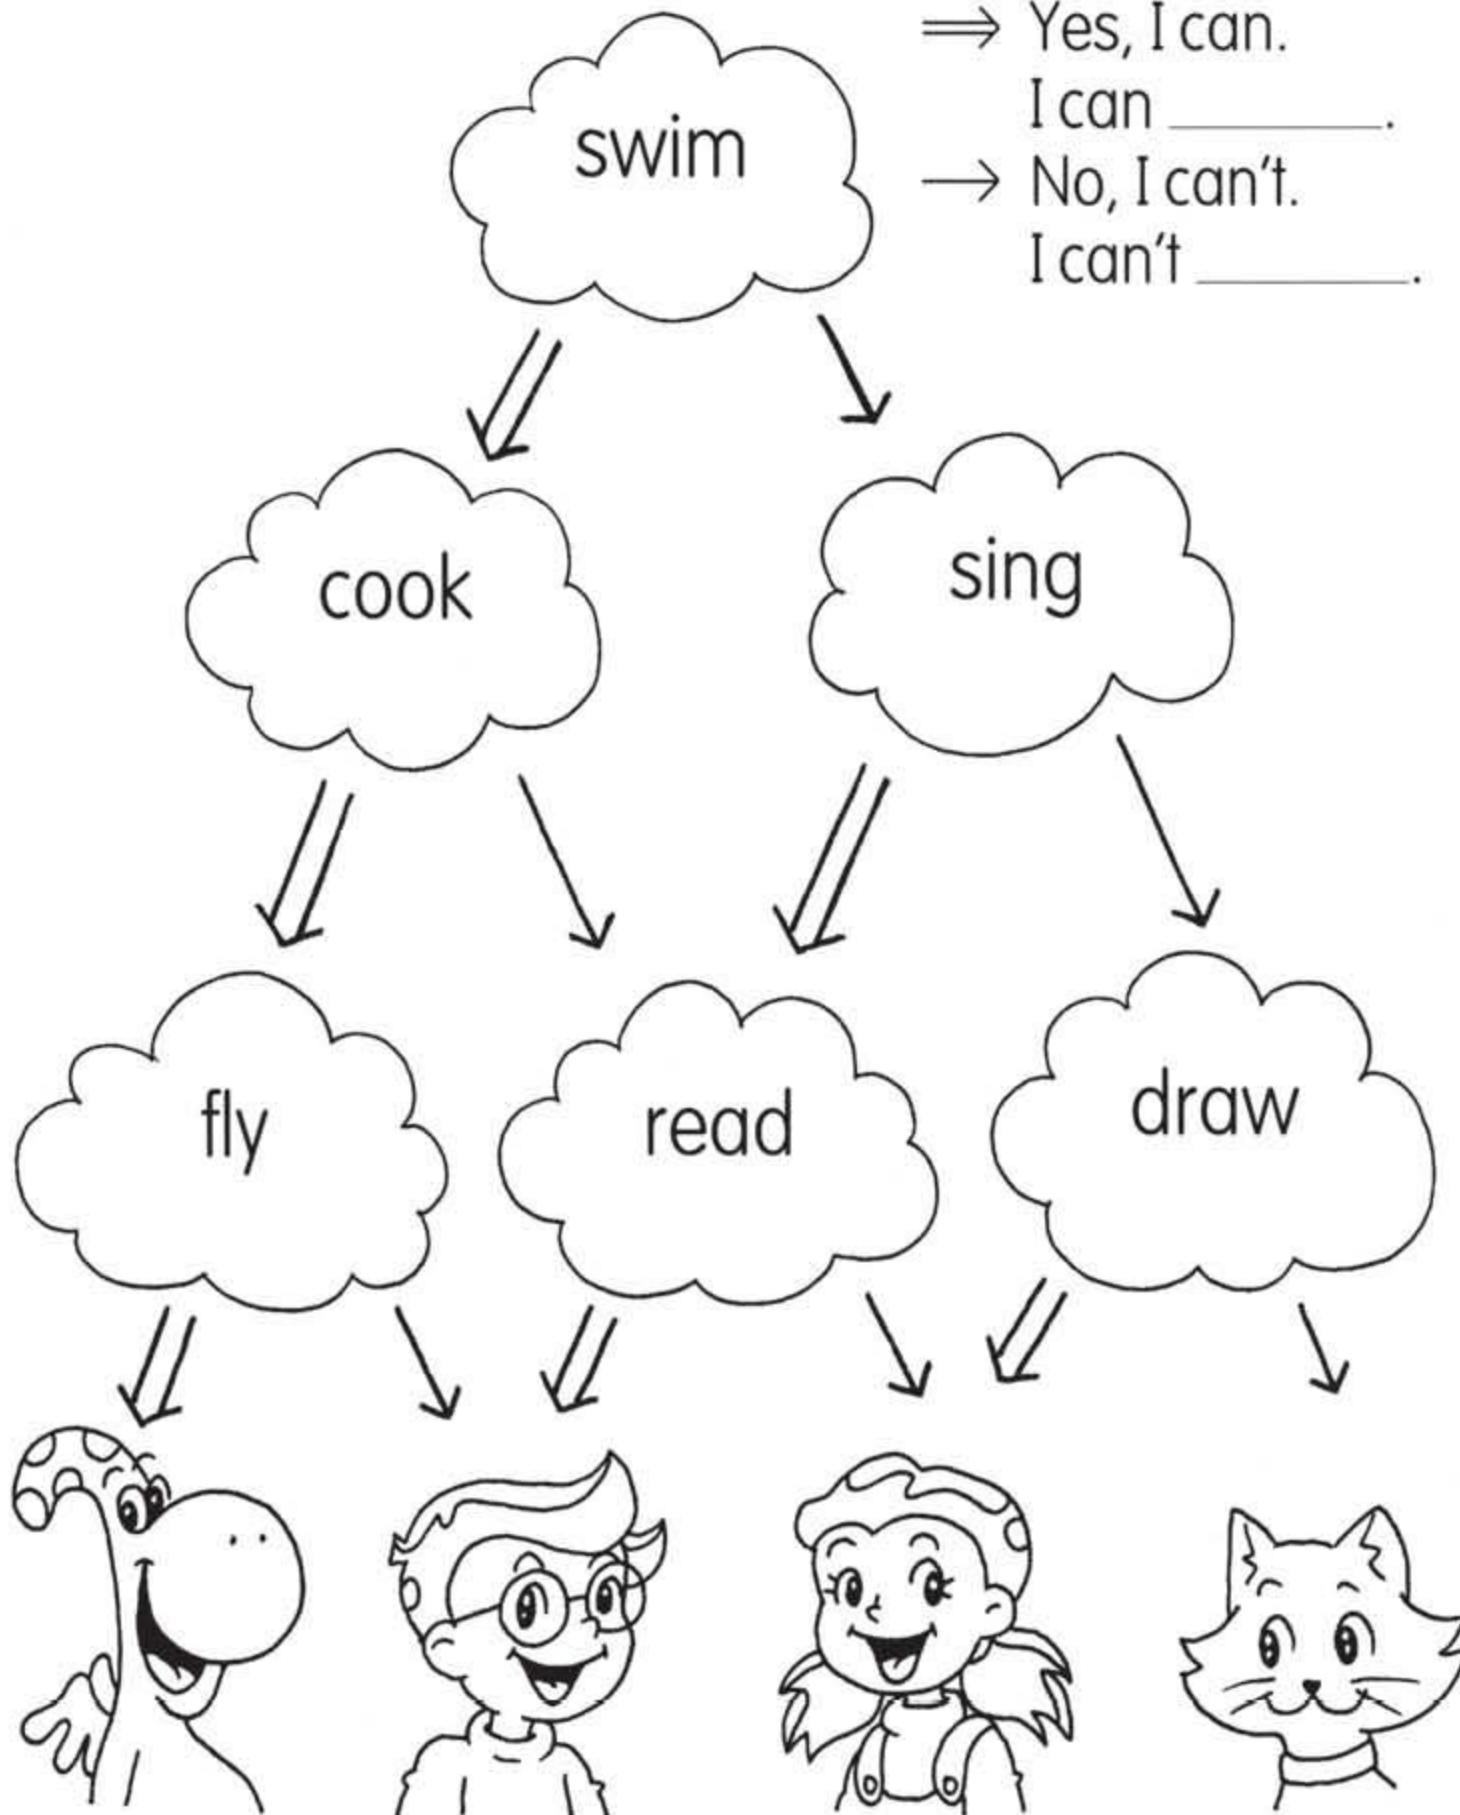 Yes, I can.
I can ________.
No, I can't.
I can't ________.
swim
cook
sing
fly
read
draw